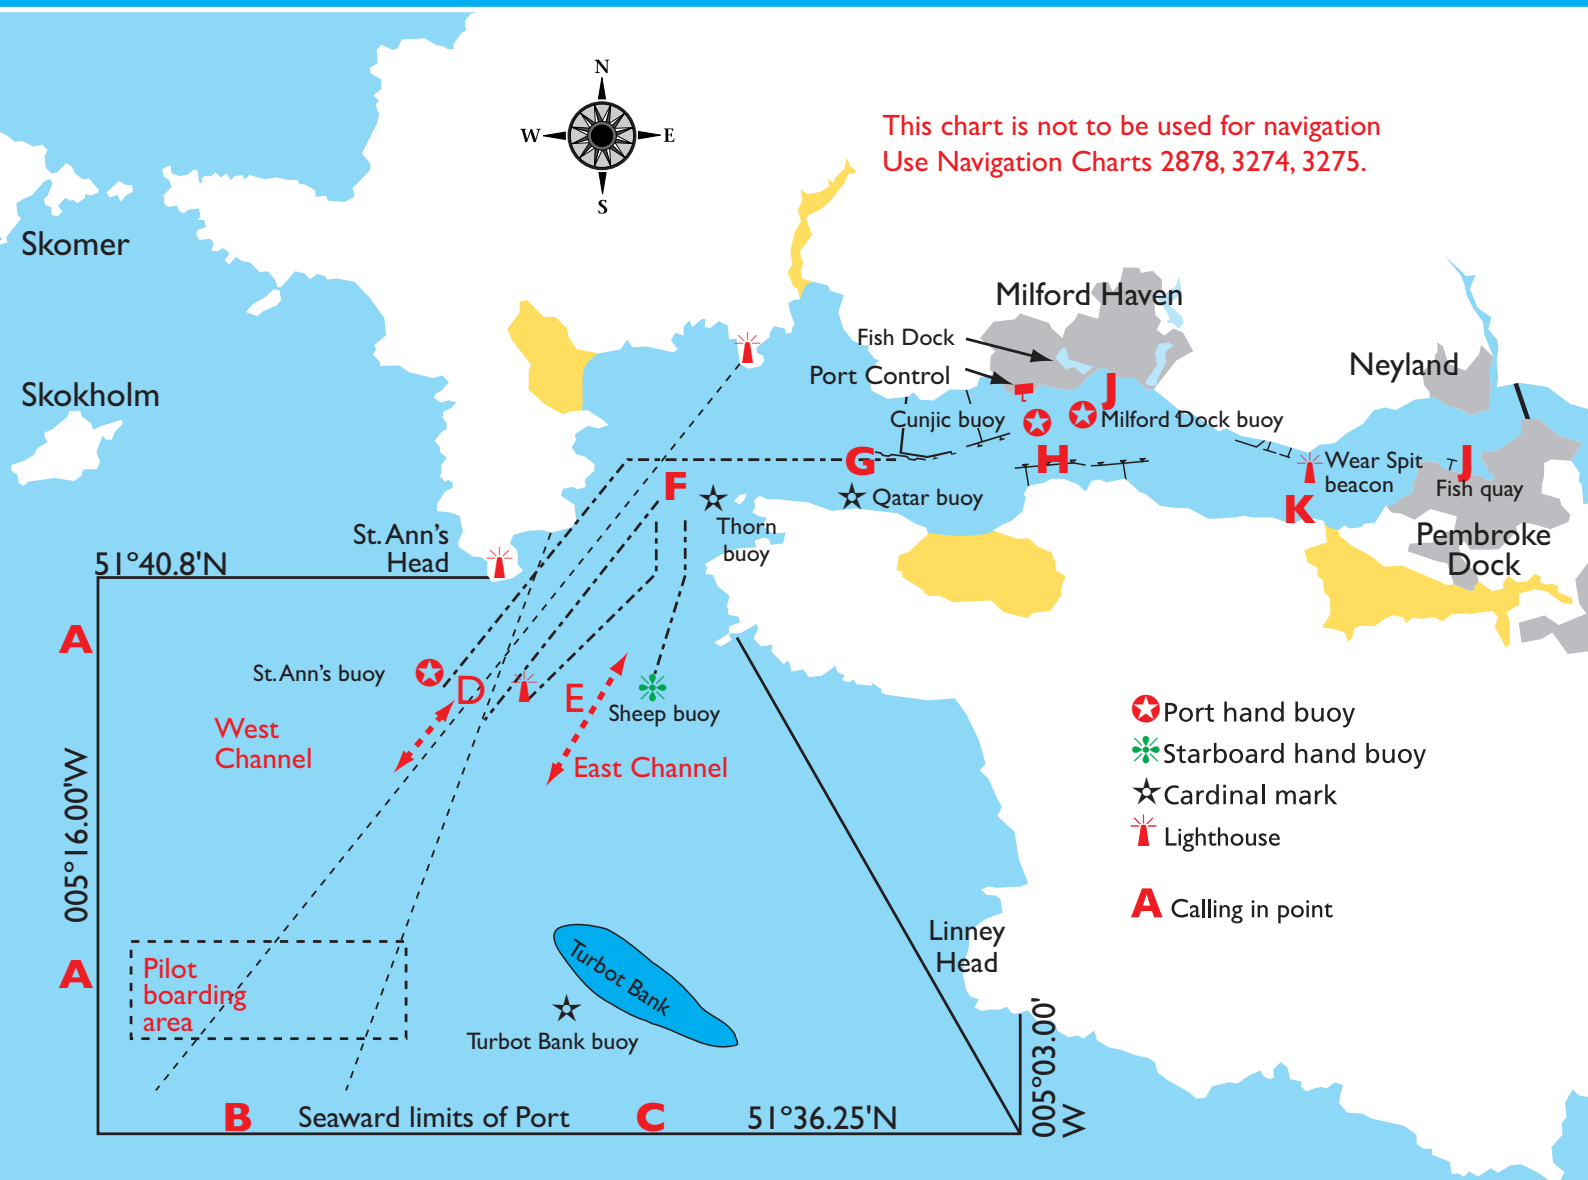 N
W
E
S
This chart is not to be used for navigation
Use Navigation Charts 2878, 3274, 3275.
Skomer
Milford Haven
Fish Dock
Neyland
Port Control
J
Skokholm
Cunjic buoy
Milford Dock buoy
G
H
Wear Spit
beacon
J
Fish quay
F
Qatar buoy
K
Thorn
buoy
St. Ann's
Head
Pembroke
Dock
51°40.8'N
A
St. Ann's buoy
D
E
Sheep buoy
West
Channel
East Channel
Port hand buoy
Starboard hand buoy
Cardinal mark
Lighthouse
A Calling in point
005°16.00'W
Linney
Head
Turbot Bank
A
Pilot
boarding
area
Turbot Bank buoy
005°03.00'
W
B
Seaward limits of Port
C
51°36.25'N